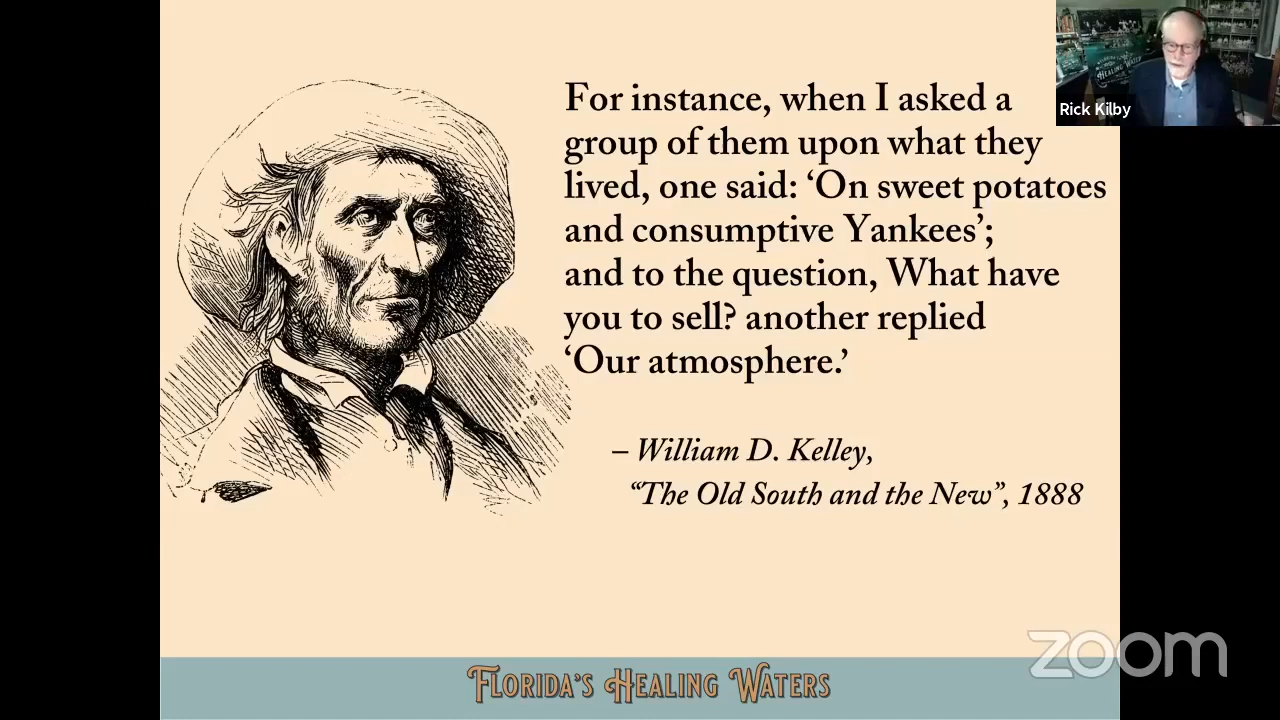 For instance, when I asked a
group of them upon what they
lived, one said: ‘On sweet potatoes
and consumptive Yankees’;
and to the question, What have
you to sell? another replied
‘Our atmosphere.’
– William D. Kelley,
“The Old South and the New”, 1888
Florida's Healing Waters
Rick Kilby
Healing Water
zoom